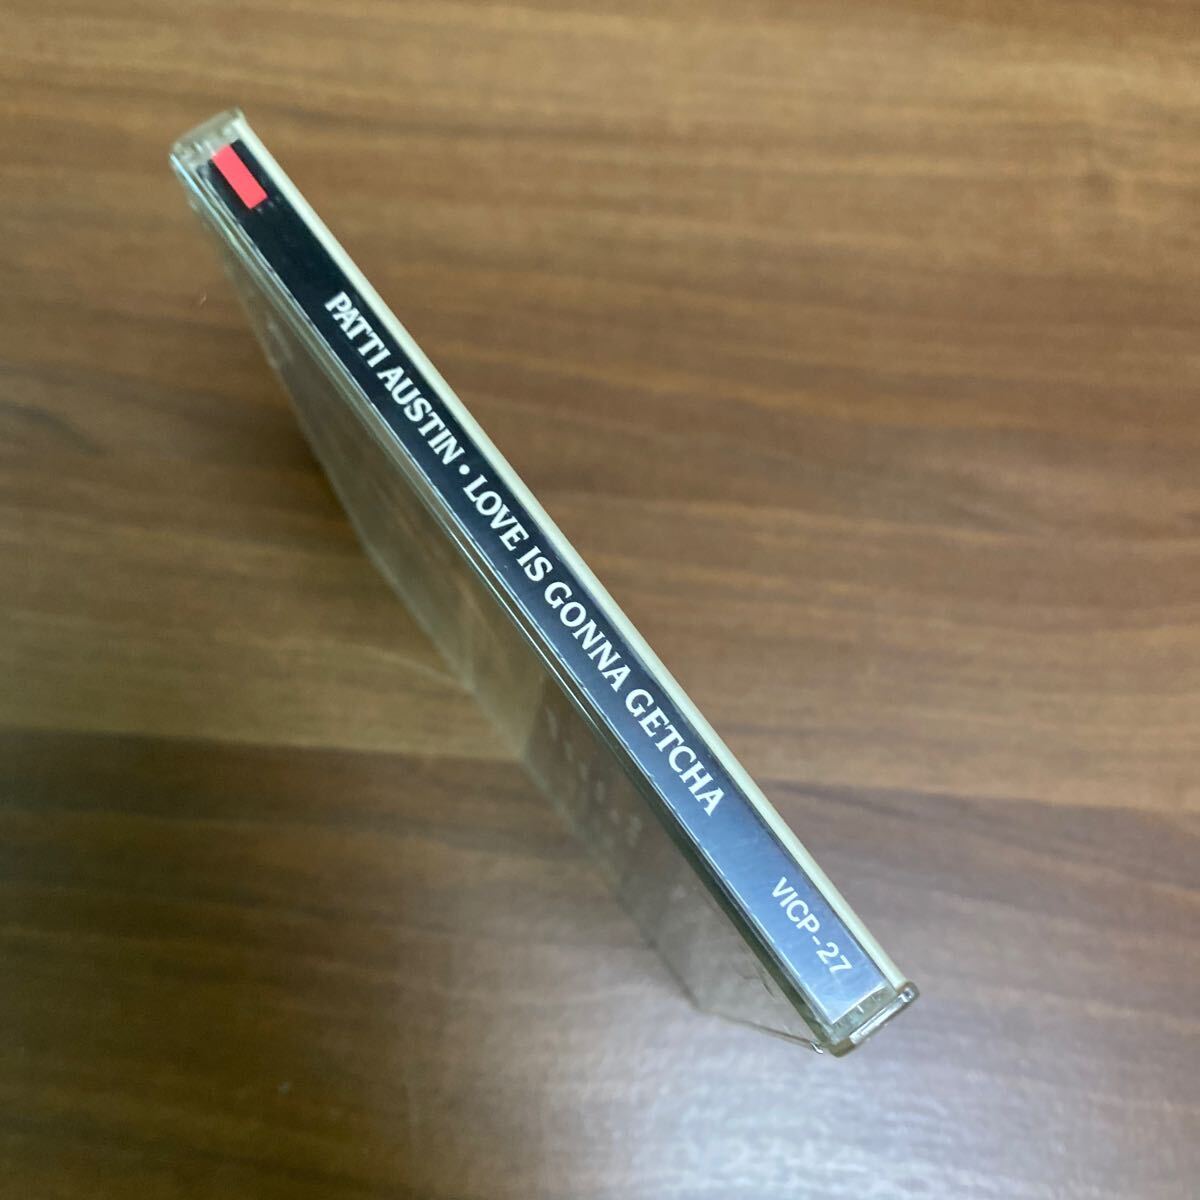 PATTI AUSTIN • LOVE IS GONNA GETCHA
VICP-27